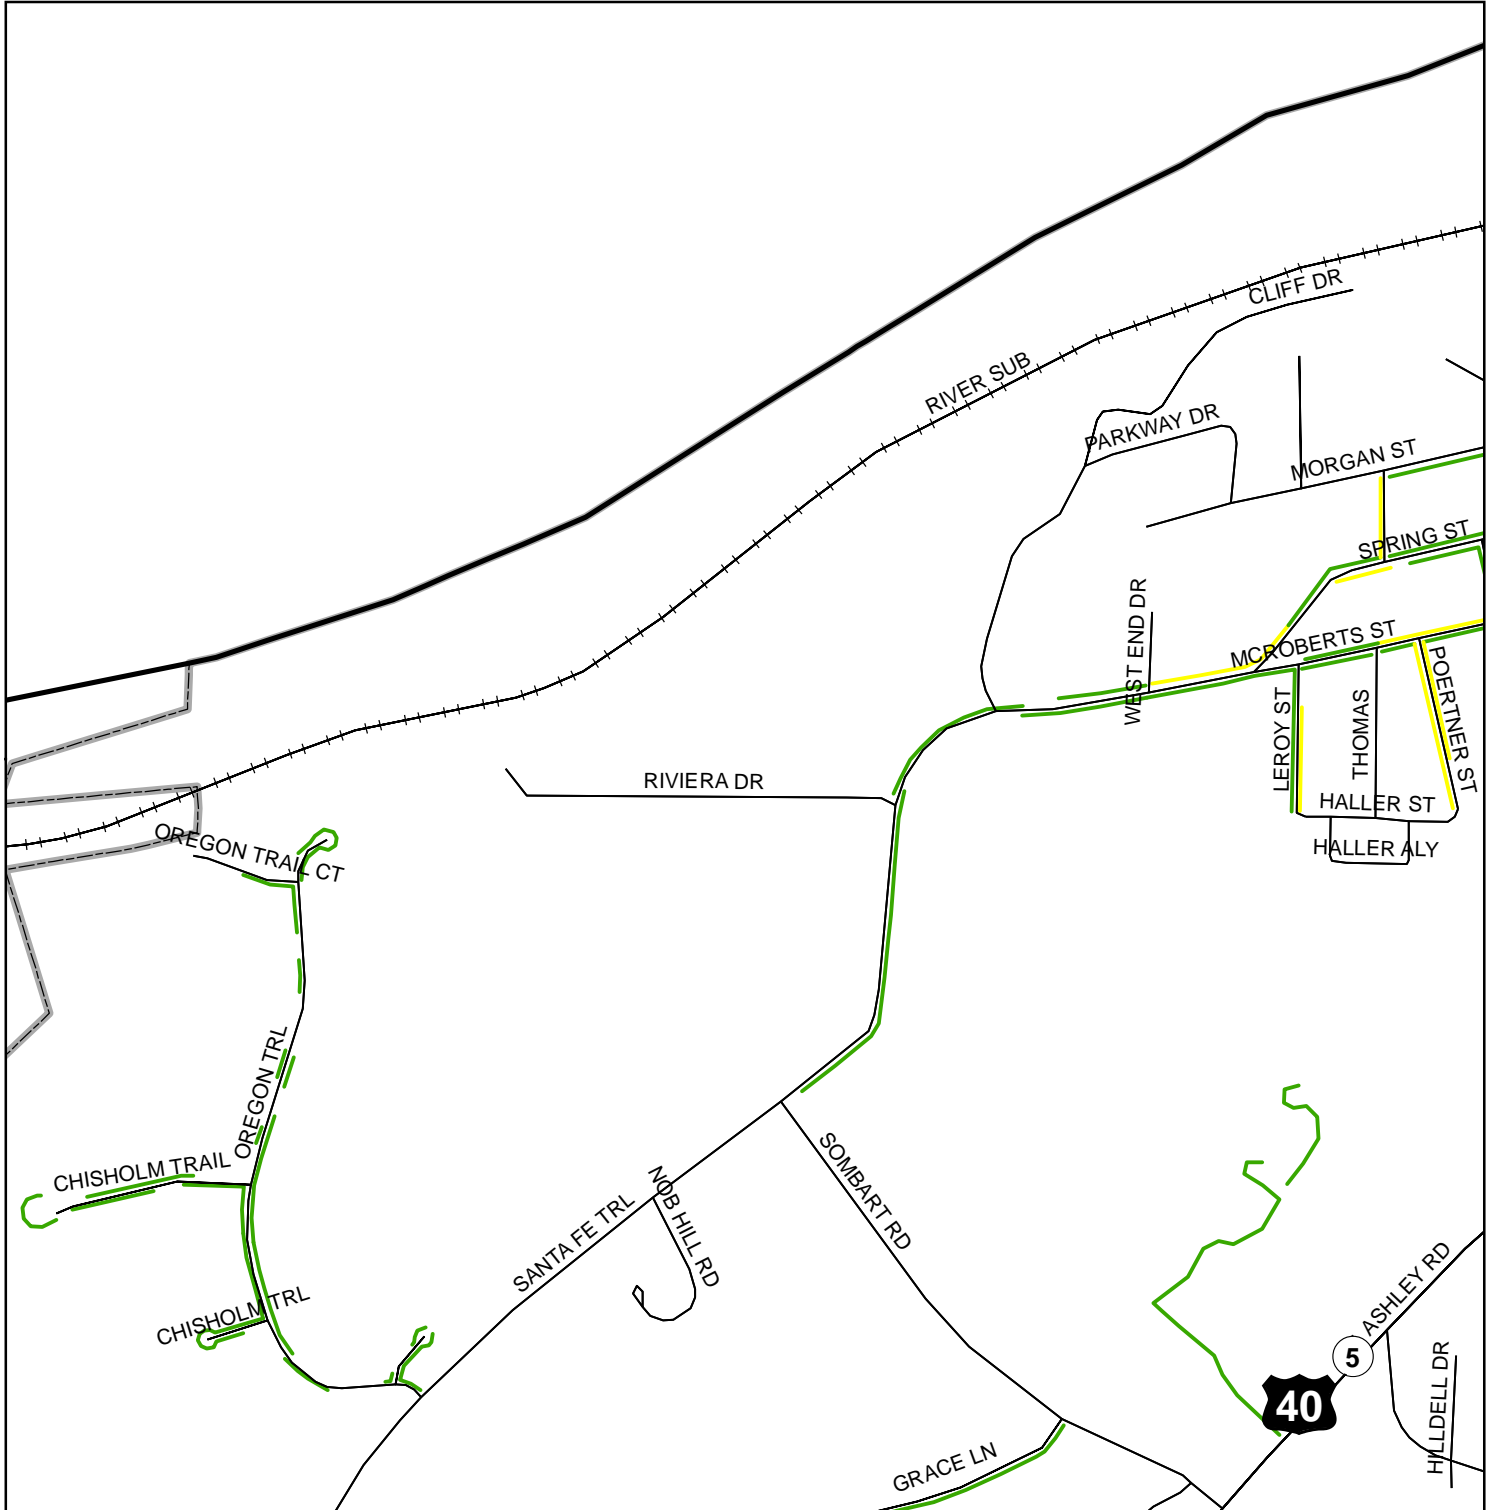 CLIFF DR
RIVER SUB
PARKWAY DR
MORGAN ST
SPRING ST
WEST END DR
MCROBERTS ST
POERTNER ST
LEROY ST
THOMAS
RIVIERA DR
HALLER ST
OREGON TRAIL CT
HALLER ALY
OREGON TRL
CHISHOLM TRAIL
SOMBART RD
NOB HILL RD
SANTA FE TRL
CHISHOLM TRL
ASHLEY RD
5
40
HILLDELL DR
GRACE LN